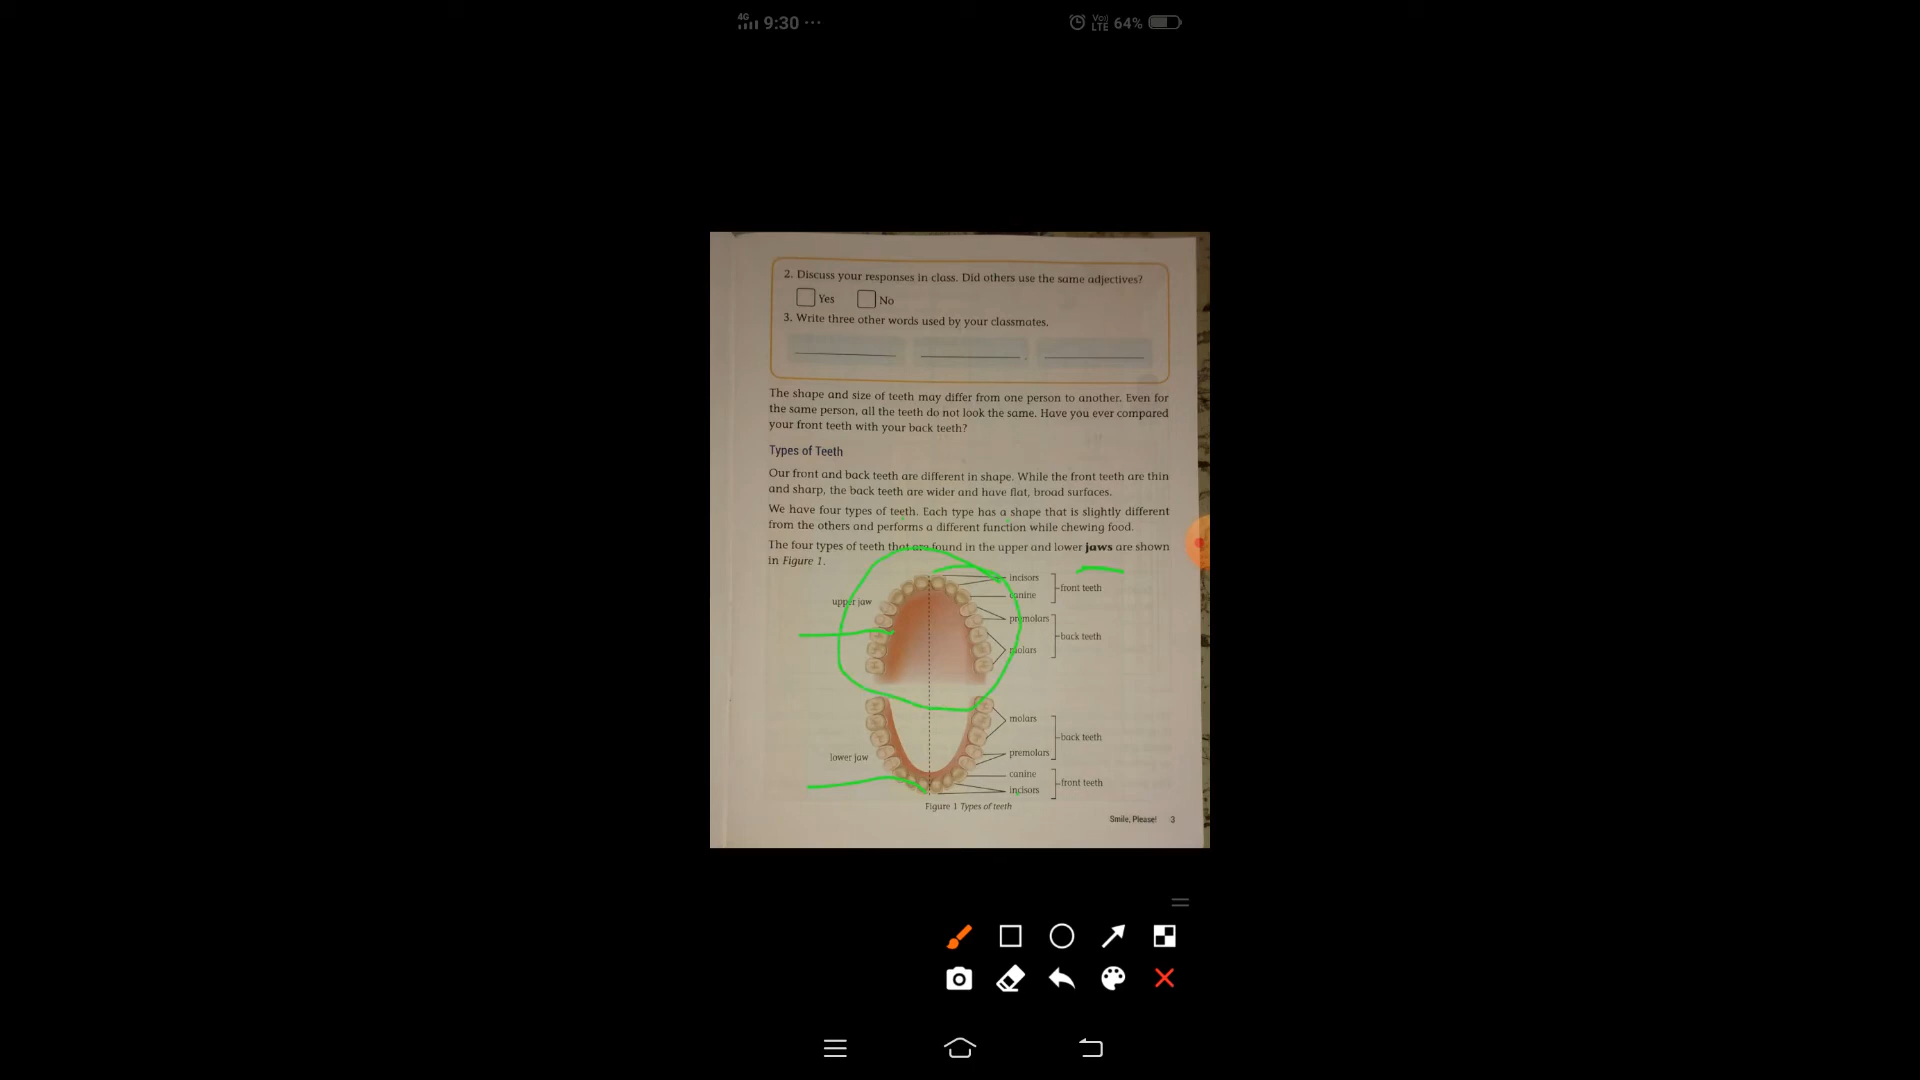 4G 9:30 ...
Voi) LTE 64%
2. Discuss your responses in class. Did others use the same adjectives?
Yes No
3. Write three other words used by your classmates.
The shape and size of teeth may differ from one person to another. Even for
the same person, all the teeth do not look the same. Have you ever compared
your front teeth with your back teeth?
Types of Teeth
Our front and back teeth are different in shape. While the front teeth are thin
and sharp, the back teeth are wider and have flat, broad surfaces.
We have four types of teeth. Each type has a shape that is slightly different
from the others and performs a different function while chewing food.
The four types of teeth that are found in the upper and lower jaws are shown
in Figure 1.
upper jaw
incisors
canine
front teeth
premolars
molars
back teeth
lower jaw
molars
premolars
back teeth
canine
incisors
front teeth
Figure 1 Types of teeth
Smile, Please! 3